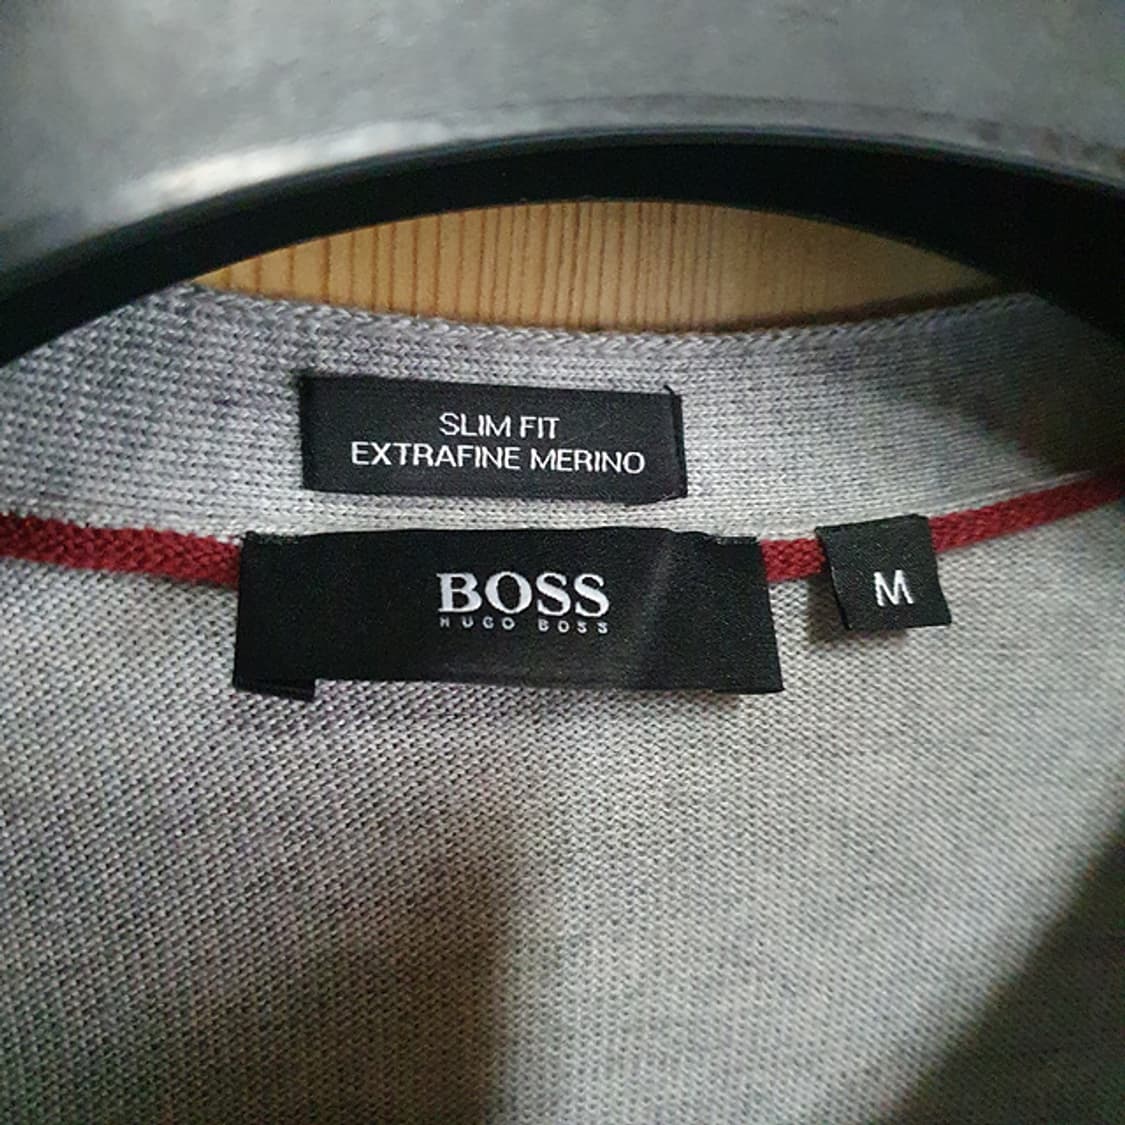 SLIM FIT
EXTRAFINE MERINO
BOSS
HUGO BOSS
M